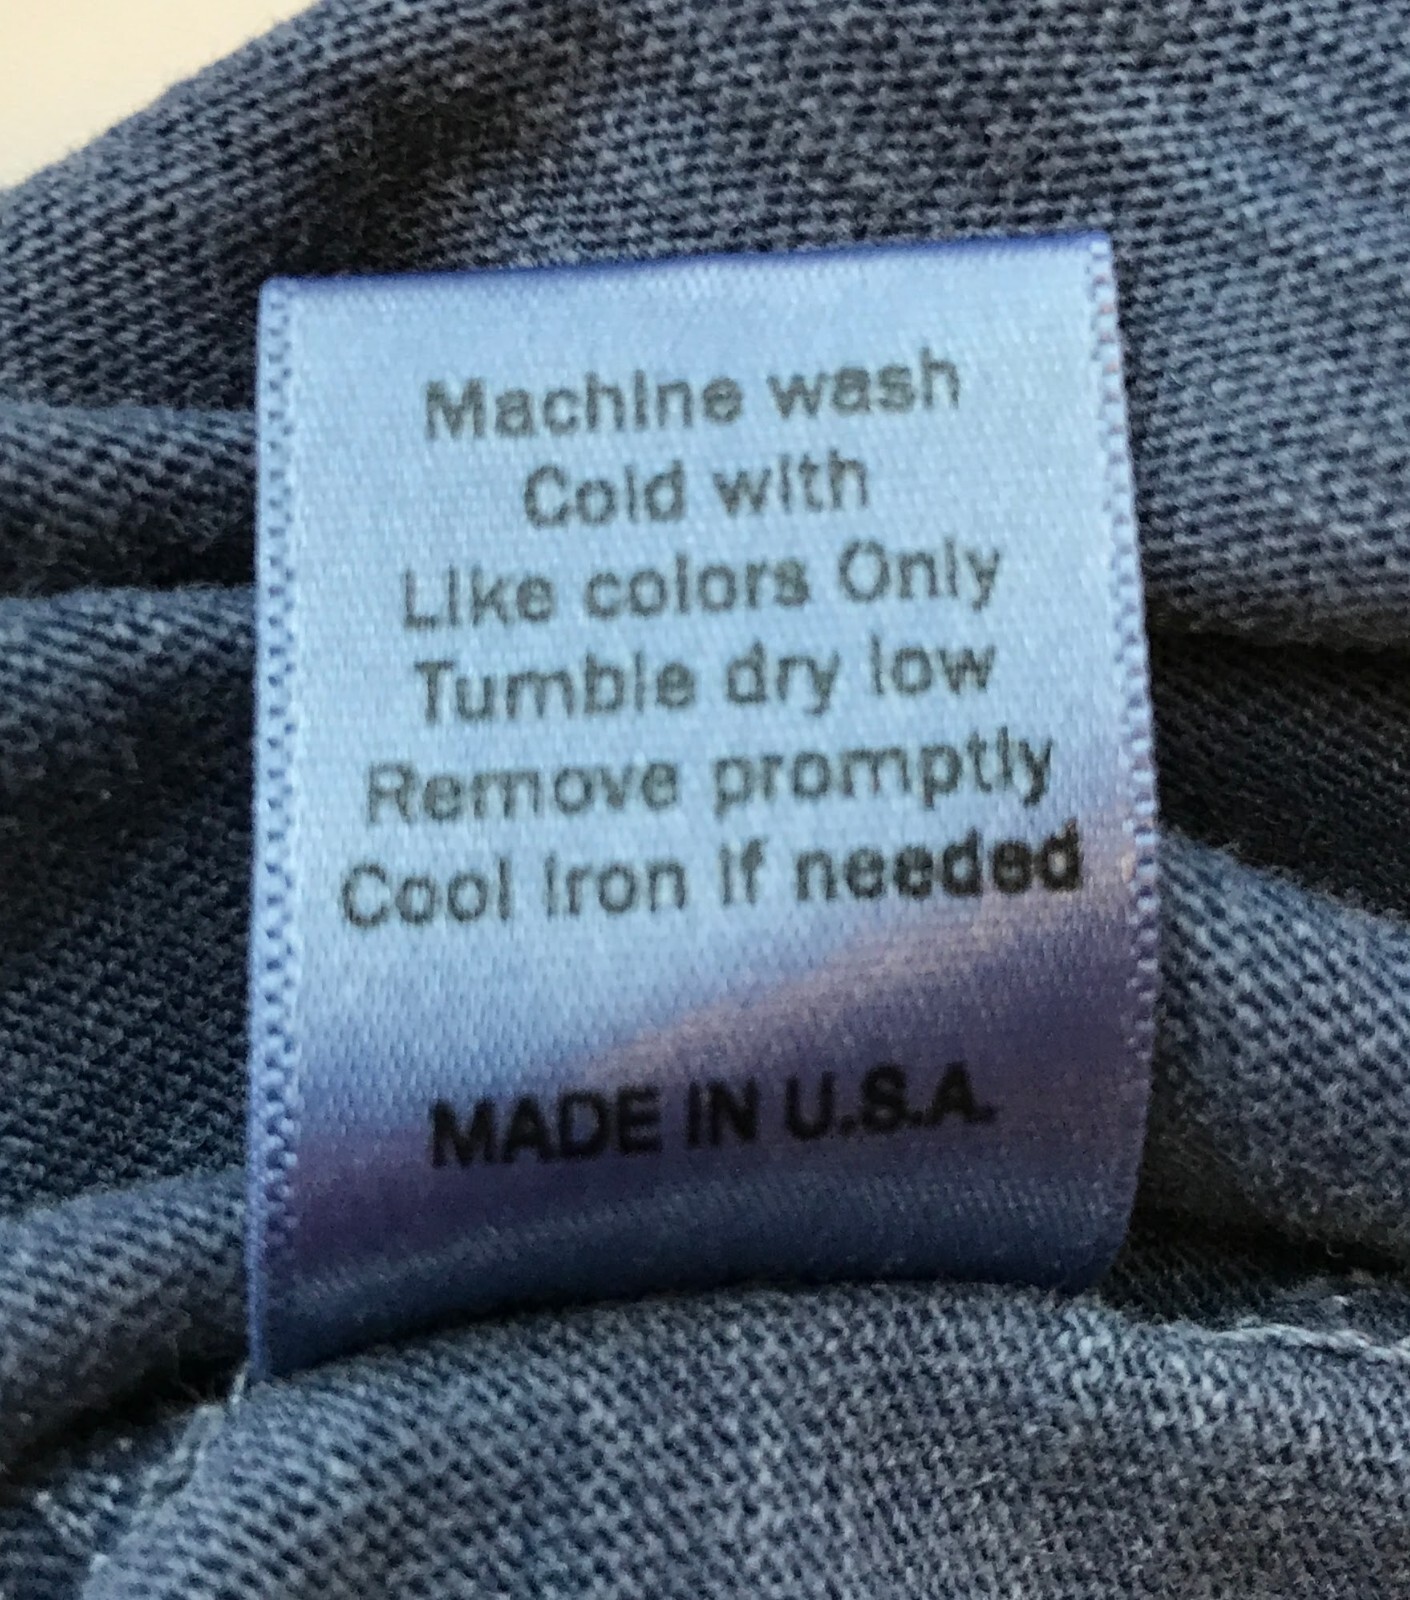 Machine wash
Cold with
Like colors Only
Tumble dry low
Remove promptly
Cool iron if needed
MADE IN U.S.A.